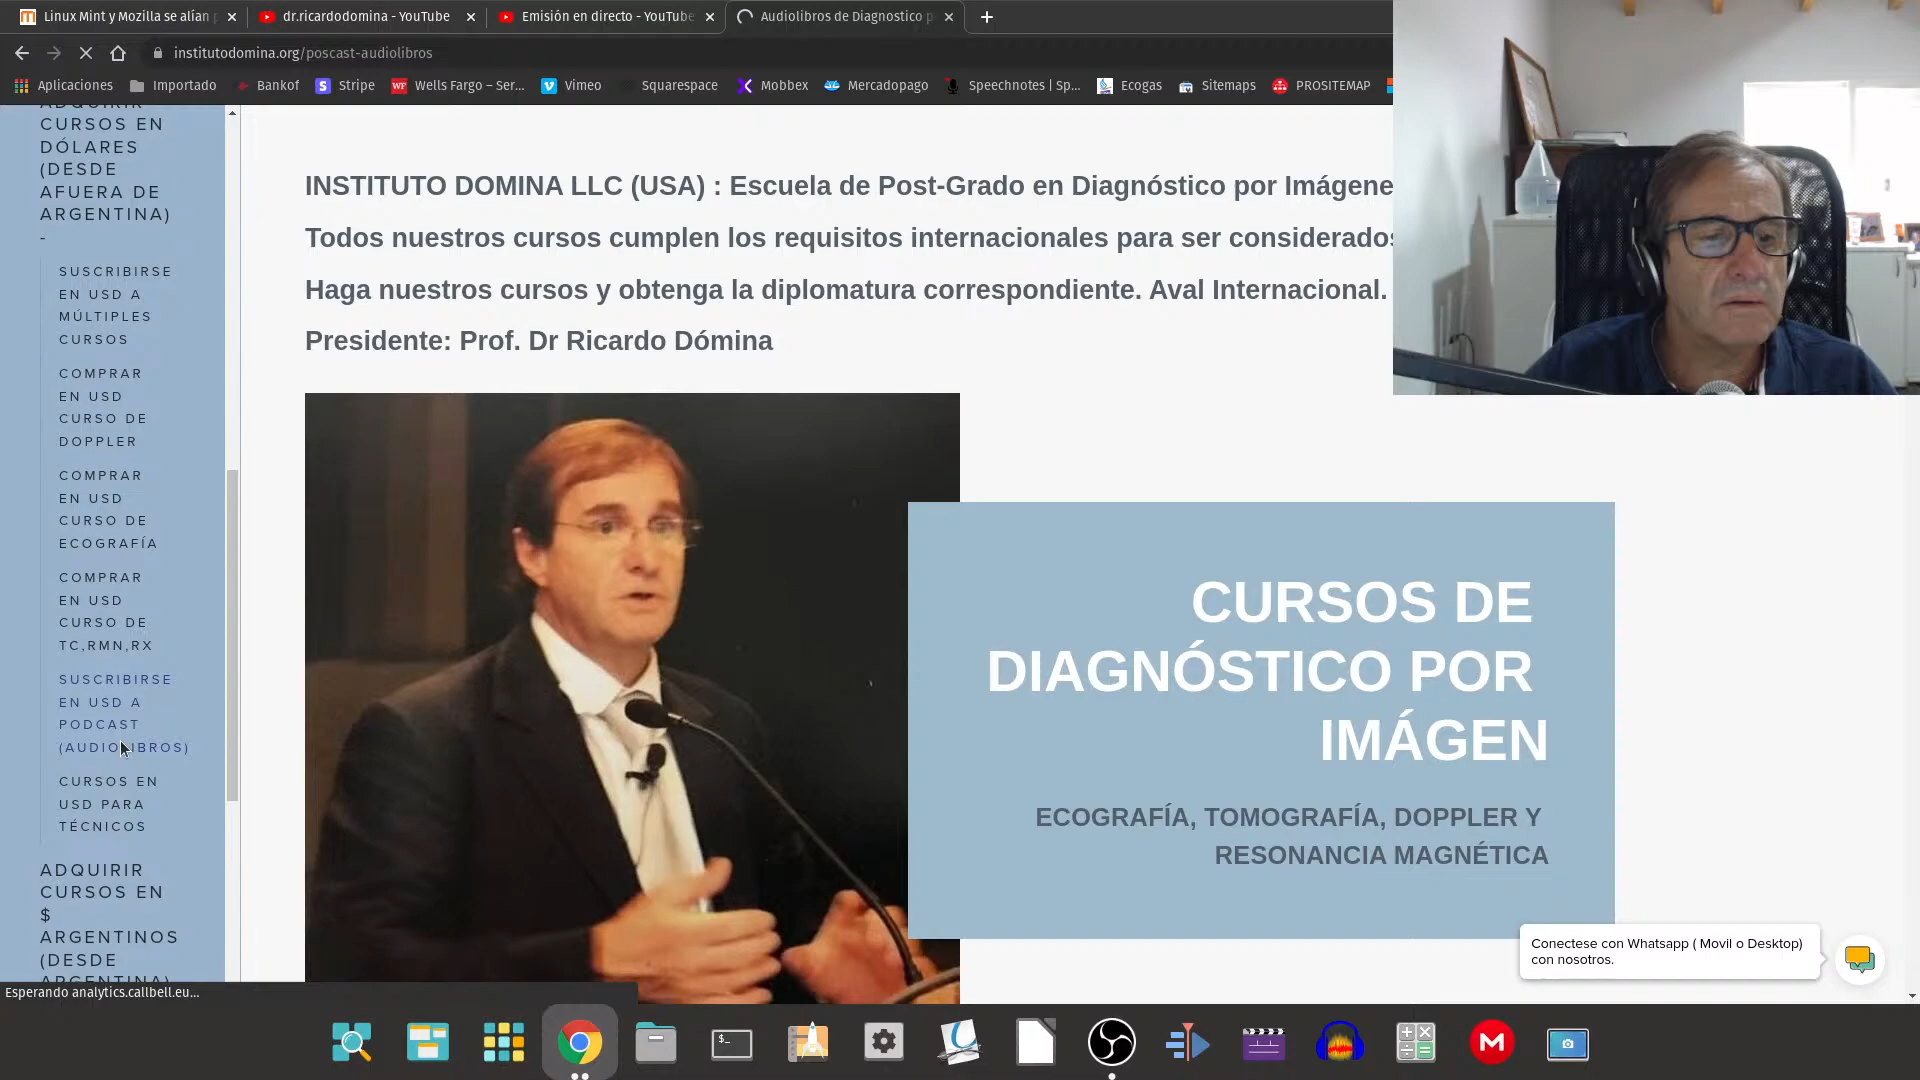 Linux Mint y Mozilla se alían
dr.ricardodomina - YouTube
Emisión en directo - YouTube
Audiolibros de Diagnostico p
institutodomina.org/poscast-audiolibros
Aplicaciones
Importado
Bankof
Stripe
WF
Wells Fargo – Ser...
Vimeo
Squarespace
Mobbex
Mercadopago
Speechnotes | Sp...
Ecogas
Sitemaps
PROSITEMAP
ADQUIRIR
CURSOS EN
DÓLARES
(DESDE
AFUERA DE
ARGENTINA)
-
SUSCRIBIRSE
EN USD A
MÚLTIPLES
CURSOS
COMPRAR
EN USD
CURSO DE
DOPPLER
COMPRAR
EN USD
CURSO DE
ECOGRAFÍA
COMPRAR
EN USD
CURSO DE
TC,RMN,RX
SUSCRIBIRSE
EN USD A
PODCAST
(AUDIOLIBROS)
CURSOS EN
USD PARA
TÉCNICOS
ADQUIRIR
CURSOS EN
$
ARGENTINOS
(DESDE
ARGENTINA)
INSTITUTO DOMINA LLC (USA) : Escuela de Post-Grado en Diagnóstico por Imágene
Todos nuestros cursos cumplen los requisitos internacionales para ser considerados
Haga nuestros cursos y obtenga la diplomatura correspondiente. Aval Internacional.
Presidente: Prof. Dr Ricardo Dómina
CURSOS DE
DIAGNÓSTICO POR
IMÁGEN
ECOGRAFÍA, TOMOGRAFÍA, DOPPLER Y
RESONANCIA MAGNÉTICA
Conectese con Whatsapp ( Movil o Desktop)
con nosotros.
Esperando analytics.callbell.eu...